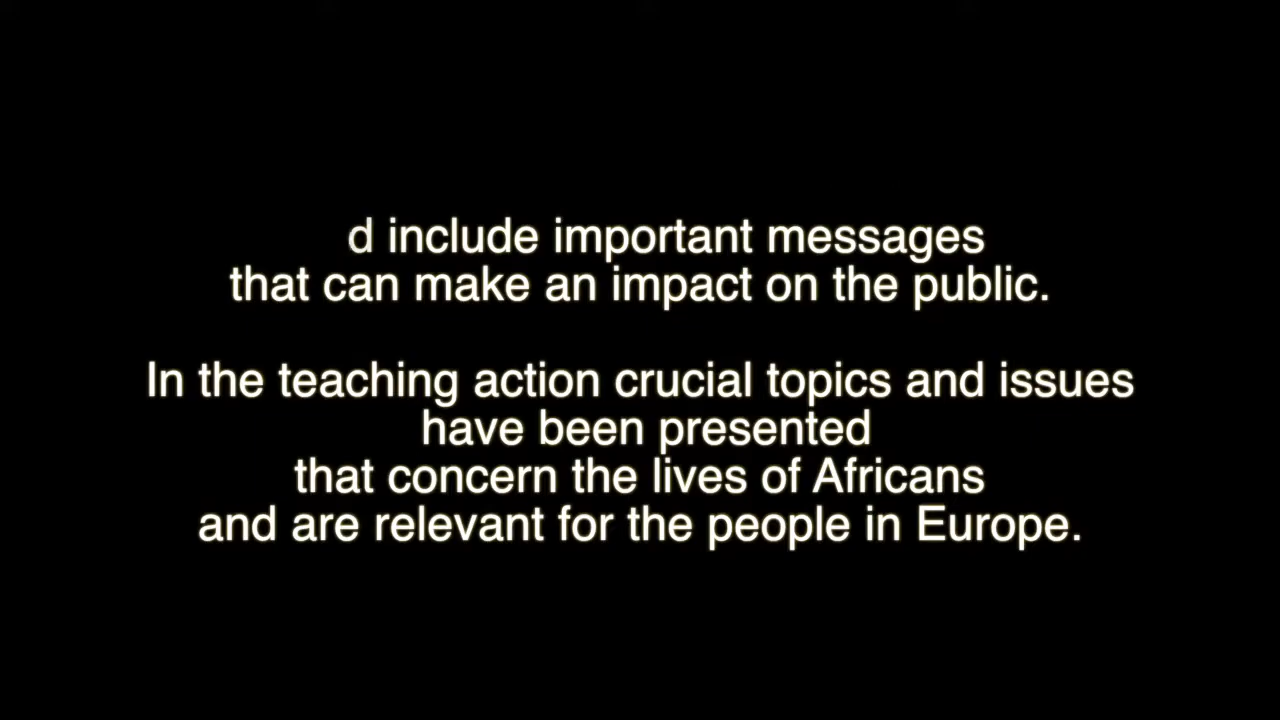 d include important messages
that can make an impact on the public.
In the teaching action crucial topics and issues
have been presented
that concern the lives of Africans
and are relevant for the people in Europe.